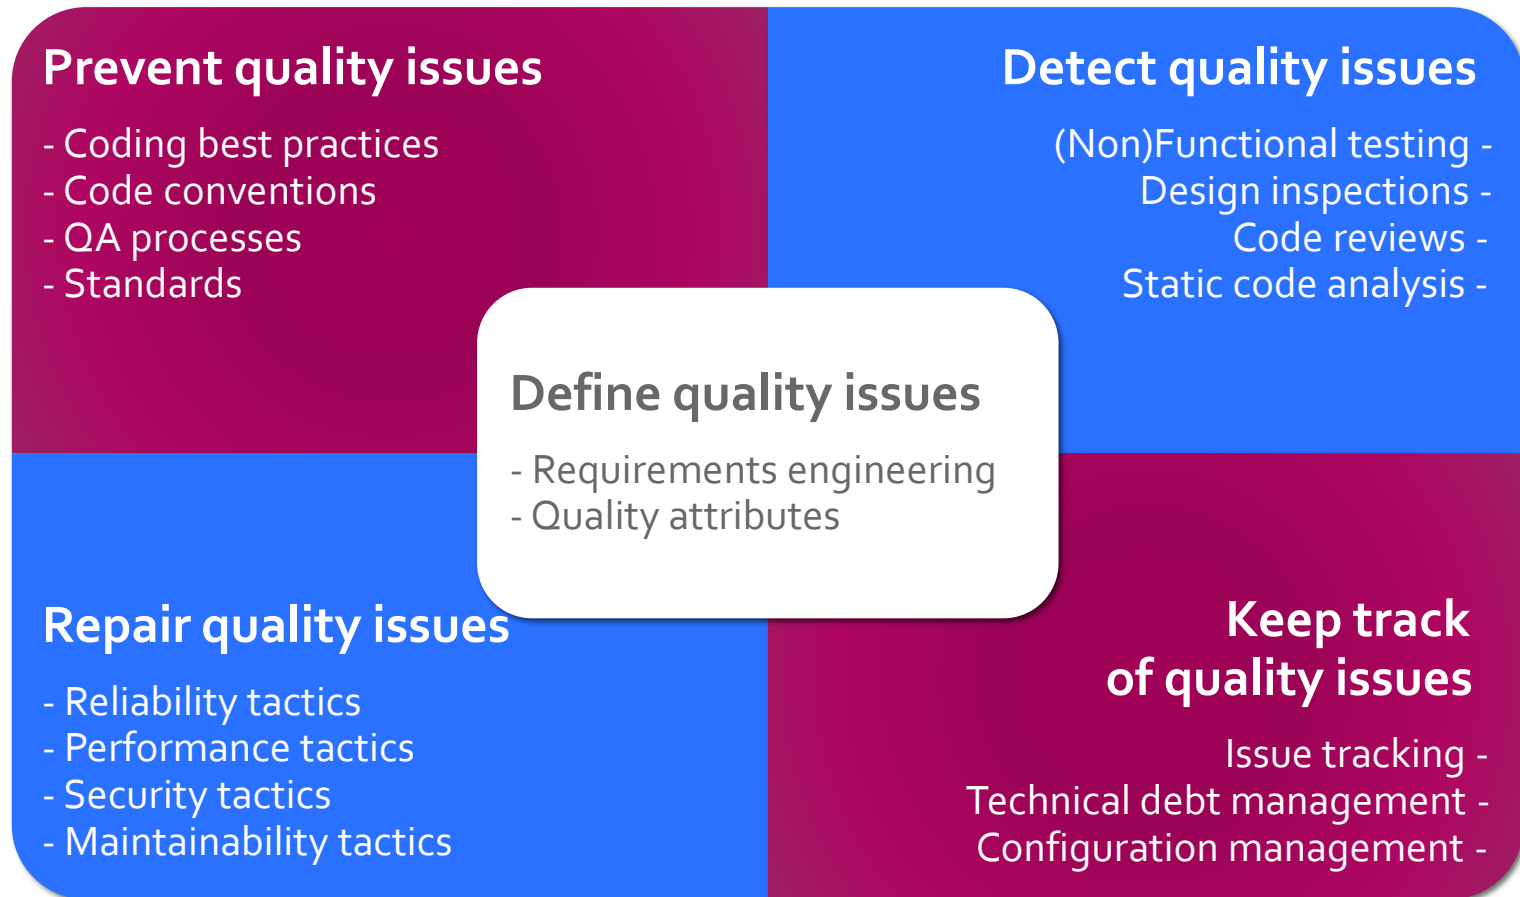 Prevent quality issues
- Coding best practices
- Code conventions
- QA processes
- Standards
Detect quality issues
(Non)Functional testing -
Design inspections -
Code reviews -
Static code analysis -
Define quality issues
- Requirements engineering
- Quality attributes
Repair quality issues
- Reliability tactics
- Performance tactics
- Security tactics
- Maintainability tactics
Keep track
of quality issues
Issue tracking -
Technical debt management -
Configuration management -